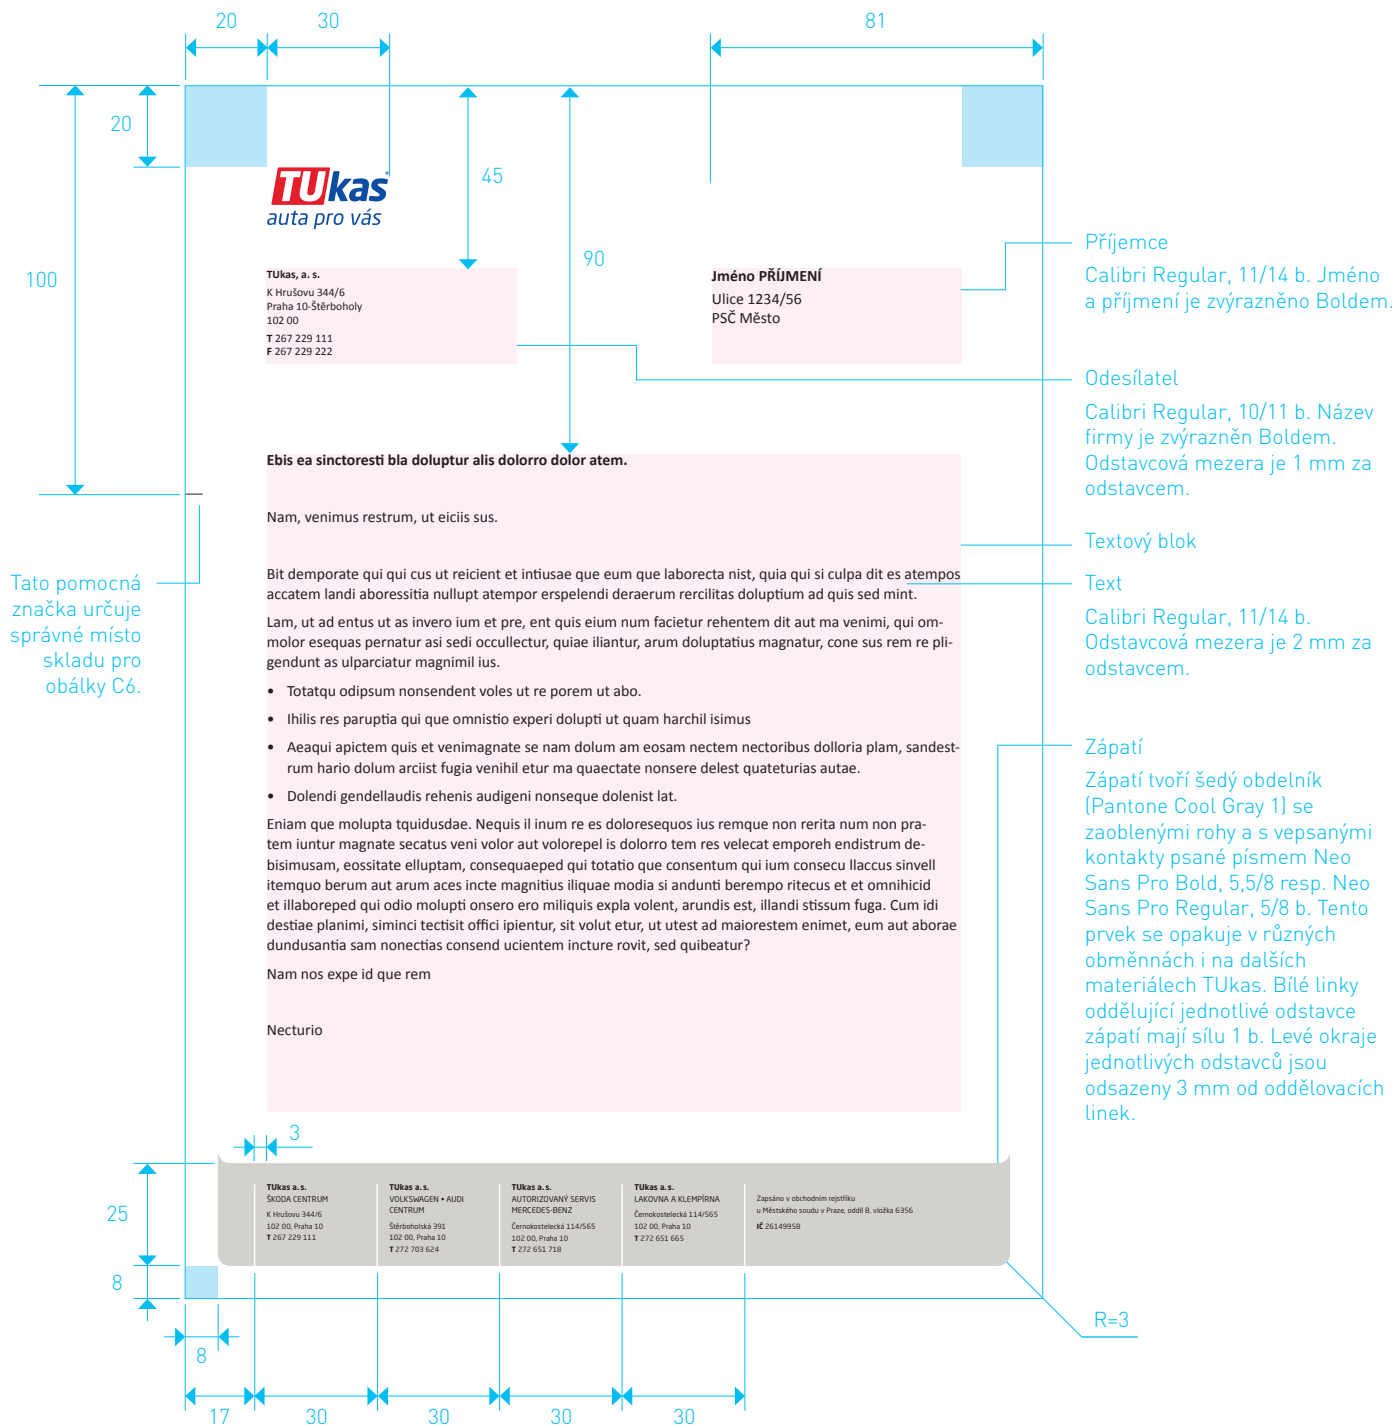 20
30
81
20
45
TUkas®
auta pro vás
100
90
TUkas, a. s.
K Hrušovu 344/6
Praha 10-Štěrboholy
102 00
T 267 229 111
F 267 229 222
Jméno PŘÍJMENÍ
Ulice 1234/56
PSČ Město
Příjemce
Calibri Regular, 11/14 b. Jméno
a příjmení je zvýrazněno Boldem.
Odesílatel
Calibri Regular, 10/11 b. Název
firmy je zvýrazněn Boldem.
Odstavcová mezera je 1 mm za
odstavcem.
Ebis ea sinctoresti bla doluptur alis dolorro dolor atem.
Nam, venimus restrum, ut eiciis sus.
Bit demporate qui qui cus ut reicient et intiusae que eum que laborecta nist, quia qui si culpa dit es atempos
accatem landi aboressitia nullupt atempor erspelendi deraerum rercilitas doluptium ad quis sed mint.
Lam, ut ad entus ut as invero ium et pre, ent quis eium num facietur rehentem dit aut ma venimi, qui om-
molor esequas pernatur asi sedi occullectur, quiae iliantur, arum doluptatius magnatur, cone sus rem re pli-
gendunt as ulparciatur magnimil ius.
• Totatqu odipsum nonsendent voles ut re porem ut abo.
• Ihilis res paruptia qui que omnistio experi dolupti ut quam harchil isimus
• Aeaqui apictem quis et venimagnate se nam dolum am eosam nectem nectoribus dolloria plam, sandest-
rum hario dolum arciist fugia venihil etur ma quaectate nonsere delest quateturias autae.
• Dolendi gendellaudis rehenis audigeni nonseque dolenist lat.
Eniam que molupta tquidusdae. Nequis il inum re es doloresequos ius remque non rerita num non pra-
tem iuntur magnate secatus veni volor aut volorepel is dolorro tem res velecat emporeh endistrum de-
bisimusam, eossitate elluptam, consequaeped qui totatio que consentum qui ium consecu llaccus sinvell
itemquo berum aut arum aces incte magnitius iliquae modia si andunti berempo ritecus et et omnihicid
et illaboreped qui odio molupti onsero ero miliquis expla volent, arundis est, illandi stissum fuga. Cum idi
destiae planimi, siminci tectisit offici ipientur, sit volut etur, ut utest ad maiorestem enimet, eum aut aborae
dundusantia sam nonectias consend ucientem incture rovit, sed quibeatur?
Nam nos expe id que rem
Necturio
Tato pomocná
značka určuje
správné místo
skladu pro
obálky C6.
Textový blok
Text
Calibri Regular, 11/14 b.
Odstavcová mezera je 2 mm za
odstavcem.
Zápatí
Zápatí tvoří šedý obdelník
(Pantone Cool Gray 1) se
zaoblenými rohy a s vepsanými
kontakty psané písmem Neo
Sans Pro Bold, 5,5/8 resp. Neo
Sans Pro Regular, 5/8 b. Tento
prvek se opakuje v různých
obměnnách i na dalších
materiálech TUkas. Bílé linky
oddělující jednotlivé odstavce
zápatí mají sílu 1 b. Levé okraje
jednotlivých odstavců jsou
odsazeny 3 mm od oddělovacích
linek.
3
25
TUkas a. s.
ŠKODA CENTRUM
K Hrušovu 344/6
102 00, Praha 10
T 267 229 111
TUkas a. s.
VOLKSWAGEN • AUDI
CENTRUM
Štěrboholská 391
102 00, Praha 10
T 272 703 624
TUkas a. s.
AUTORIZOVANÝ SERVIS
MERCEDES-BENZ
Černokostelecká 114/565
102 00, Praha 10
T 272 651 718
TUkas a. s.
LAKOVNA A KLEMPÍRNA
Černokostelecká 114/565
102 00, Praha 10
T 272 651 665
Zapsáno v obchodním rejstříku
u Městského soudu v Praze, oddíl B, vložka 6356
IČ 26149958
8
R=3
8
17
30
30
30
30